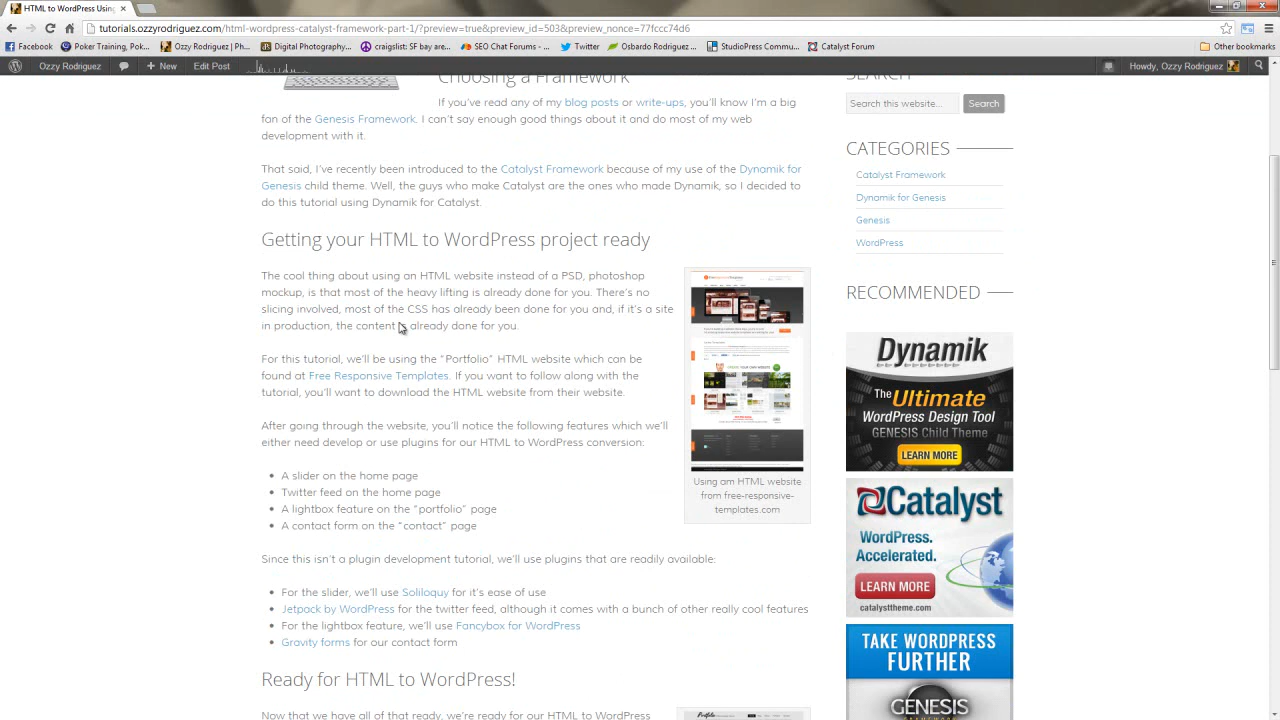 HTML to WordPress Using
tutorials.ozzyrodriguez.com/html-wordpress-catalyst-framework-part-1/?preview=true&preview_id=503&preview_nonce=77fccc74d6
Facebook
Poker Training, Pok...
Ozzy Rodriguez | Ph...
Digital Photography...
craigslist: SF bay are...
SEO Chat Forums - ...
Twitter
Osbardo Rodriguez...
StudioPress Commu...
Catalyst Forum
Other bookmarks
Ozzy Rodriguez
New
Edit Post
Howdy, Ozzy Rodriguez
Choosing a Framework
If you've read any of my blog posts or write-ups, you'll know I'm a big
fan of the Genesis Framework. I can't say enough good things about it and do most of my web
development with it.
That said, I've recently been introduced to the Catalyst Framework because of my use of the Dynamik for
Genesis child theme. Well, the guys who make Catalyst are the ones who made Dynamik, so I decided to
do this tutorial using Dynamik for Catalyst.
Getting your HTML to WordPress project ready
The cool thing about using an HTML website instead of a PSD, photoshop
mockup, is that most of the heavy lifting is already done for you. There's no
slicing involved, most of the CSS has already been done for you and, if it's a site
in production, the content is already done for you.
For this tutorial, we'll be using the "Portfolio" HTML website which can be
found at Free Responsive Templates. If you want to follow along with the
tutorial, you'll want to download the HTML website from their website.
After going through the website, you'll notice the following features which we'll
either need develop or use plugins for our HTML to WordPress conversion:
A slider on the home page
Twitter feed on the home page
A lightbox feature on the "portfolio" page
A contact form on the "contact" page
Using am HTML website
from free-responsive-
templates.com
Since this isn't a plugin development tutorial, we'll use plugins that are readily available:
For the slider, we'll use Soliloquy for it's ease of use
Jetpack by WordPress for the twitter feed, although it comes with a bunch of other really cool features
For the lightbox feature, we'll use Fancybox for WordPress
Gravity forms for our contact form
Ready for HTML to WordPress!
Now that we have all of that ready, we're ready for our HTML to WordPress
Portfolio
SEARCH
Search this website...
Search
CATEGORIES
Catalyst Framework
Dynamik for Genesis
Genesis
WordPress
RECOMMENDED
Dynamik
The Ultimate
WordPress Design Tool
GENESIS Child Theme
LEARN MORE
Catalyst
WordPress.
Accelerated.
LEARN MORE
catalysttheme.com
TAKE WORDPRESS
FURTHER
GENESIS